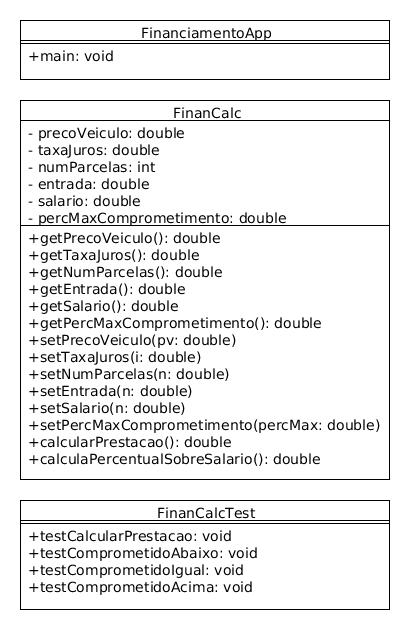 FinanciamentoApp
+main: void
FinanCalc
- precoVeiculo: double
- taxaJuros: double
- numParcelas: int
- entrada: double
- salario: double
- percMaxComprometimento: double
+getPrecoVeiculo(): double
+getTaxaJuros(): double
+getNumParcelas(): double
+getEntrada(): double
+getSalario(): double
+getPercMaxComprometimento(): double
+setPrecoVeiculo(pv: double)
+setTaxaJuros(i: double)
+setNumParcelas(n: double)
+setEntrada(n: double)
+setSalario(n: double)
+setPercMaxComprometimento(percMax: double)
+calcularPrestacao(): double
+calculaPercentualSobreSalario(): double
FinanCalcTest
+testCalcularPrestacao: void
+testComprometidoAbaixo: void
+testComprometidoIgual: void
+testComprometidoAcima: void